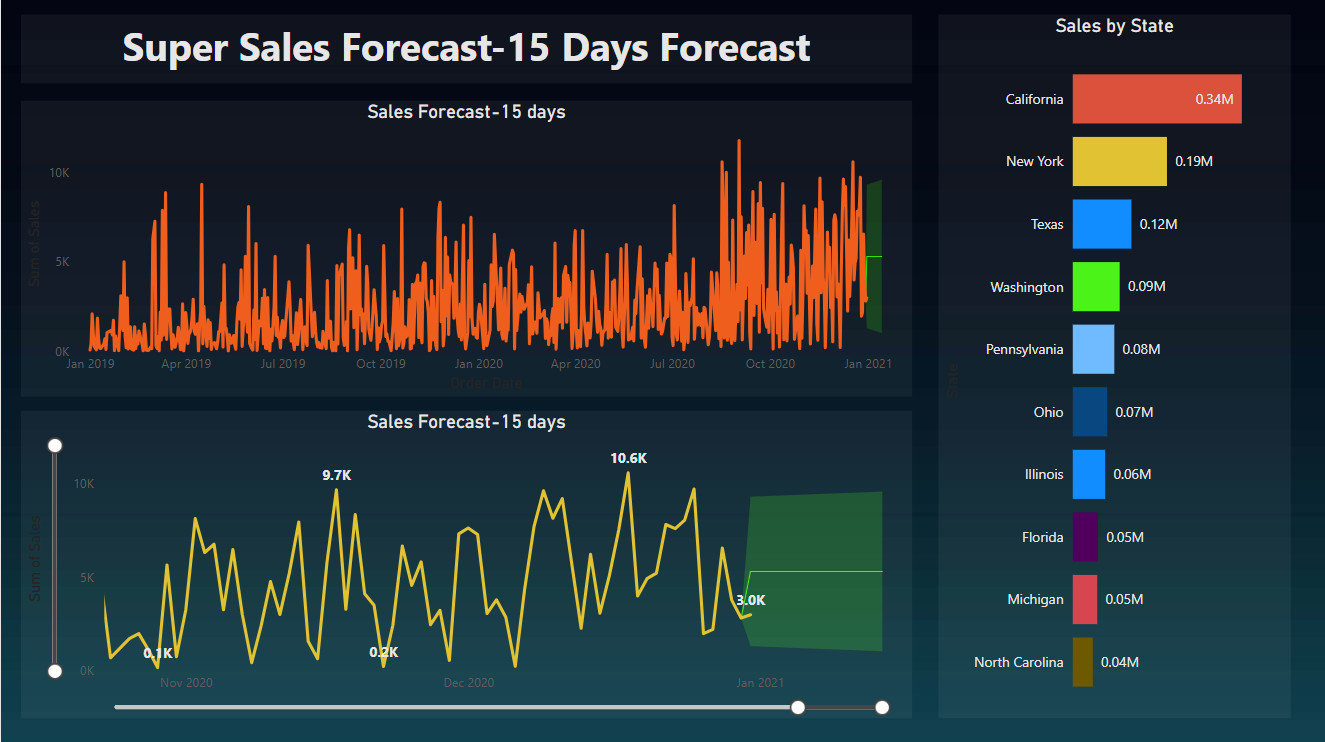 Super Sales Forecast-15 Days Forecast
Sales Forecast-15 days
Sum of Sales
10K
5K
0K
Jan 2019 Apr 2019 Jul 2019 Oct 2019 Jan 2020 Apr 2020 Jul 2020 Oct 2020 Jan 2021
Order Date
Sales Forecast-15 days
Sum of Sales
10K
5K
0K
0.1K
9.7K
0.2K
10.6K
3.0K
Nov 2020 Dec 2020 Jan 2021
Sales by State
State
California 0.34M
New York 0.19M
Texas 0.12M
Washington 0.09M
Pennsylvania 0.08M
Ohio 0.07M
Illinois 0.06M
Florida 0.05M
Michigan 0.05M
North Carolina 0.04M